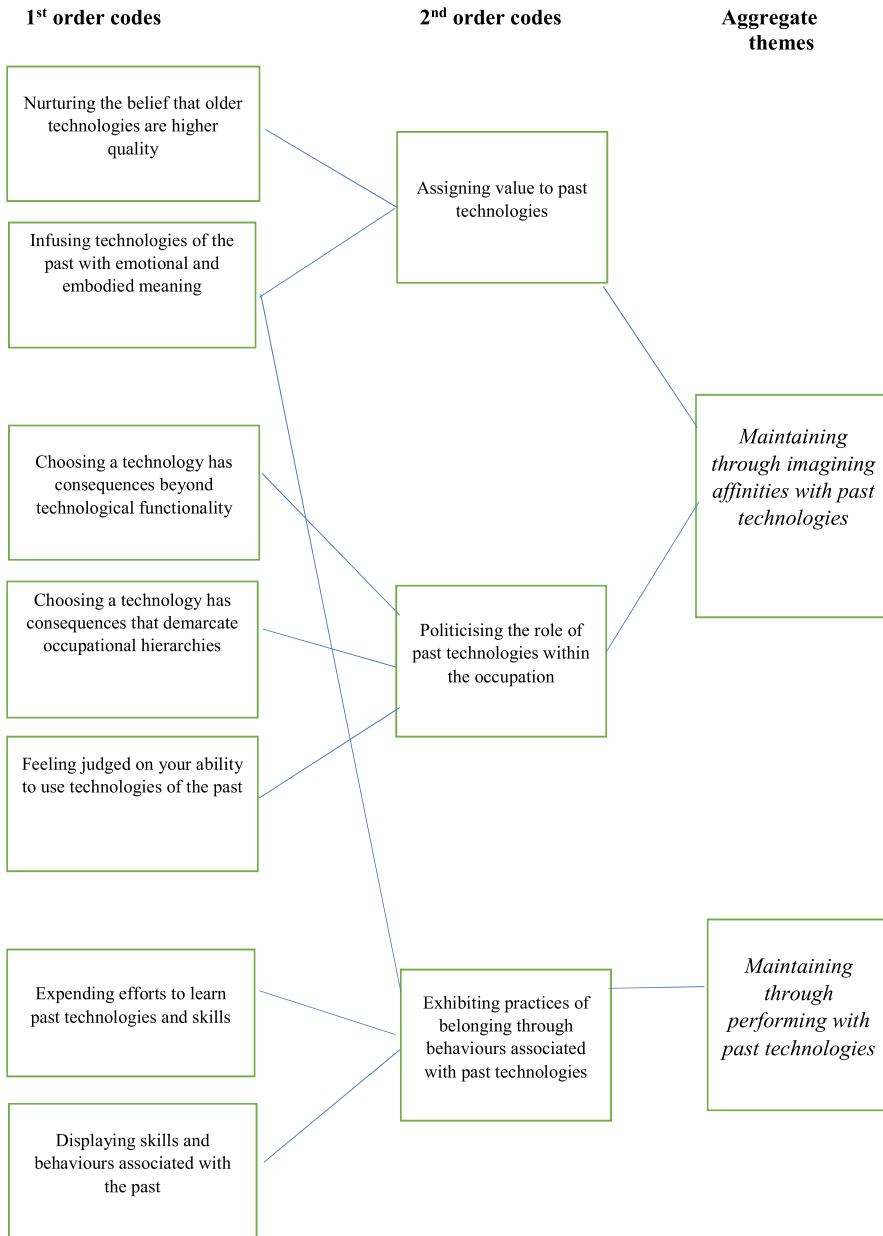 1st order codes
2nd order codes
Aggregate
themes
Nurturing the belief that older
technologies are higher
quality
Infusing technologies of the
past with emotional and
embodied meaning
Choosing a technology has
consequences beyond
technological functionality
Choosing a technology has
consequences that demarcate
occupational hierarchies
Feeling judged on your ability
to use technologies of the past
Expending efforts to learn
past technologies and skills
Displaying skills and
behaviours associated with
the past
Assigning value to past
technologies
Politicising the role of
past technologies within
the occupation
Exhibiting practices of
belonging through
behaviours associated
with past technologies
Maintaining
through imagining
affinities with past
technologies
Maintaining
through
performing with
past technologies